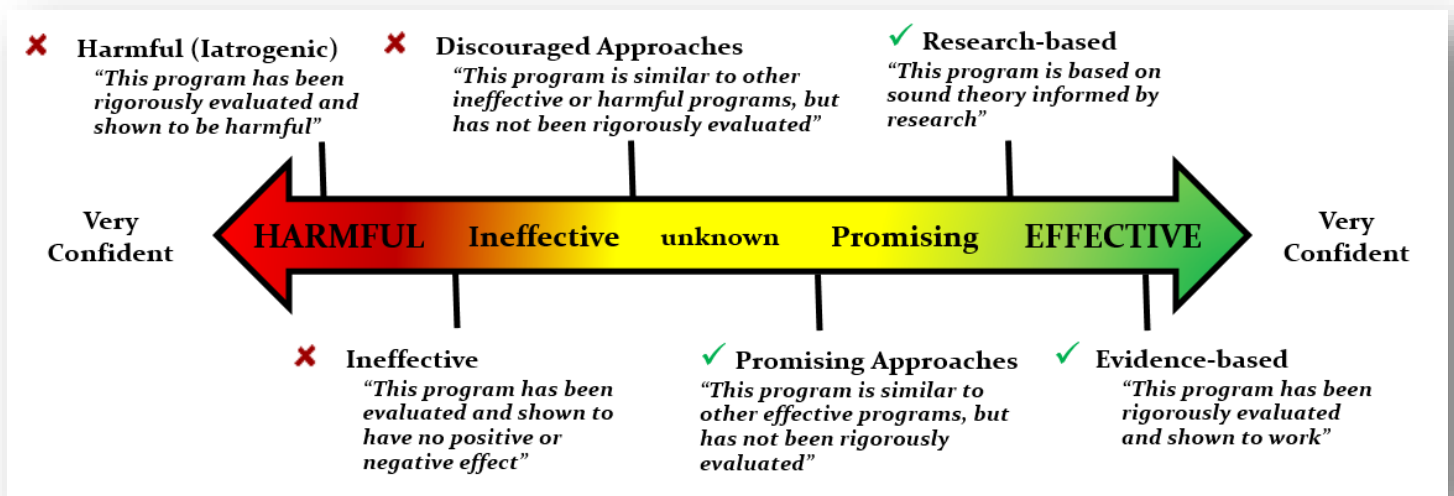 Harmful (Iatrogenic)
“This program has been
rigorously evaluated and
shown to be harmful”
Discouraged Approaches
“This program is similar to other
ineffective or harmful programs, but
has not been rigorously evaluated”
Research-based
“This program is based on
sound theory informed by
research”
Very
Confident
HARMFUL Ineffective unknown Promising EFFECTIVE
Very
Confident
Ineffective
“This program has been
evaluated and shown to
have no positive or
negative effect”
Promising Approaches
“This program is similar to
other effective programs, but
has not been rigorously
evaluated”
Evidence-based
“This program has been
rigorously evaluated
and shown to work”